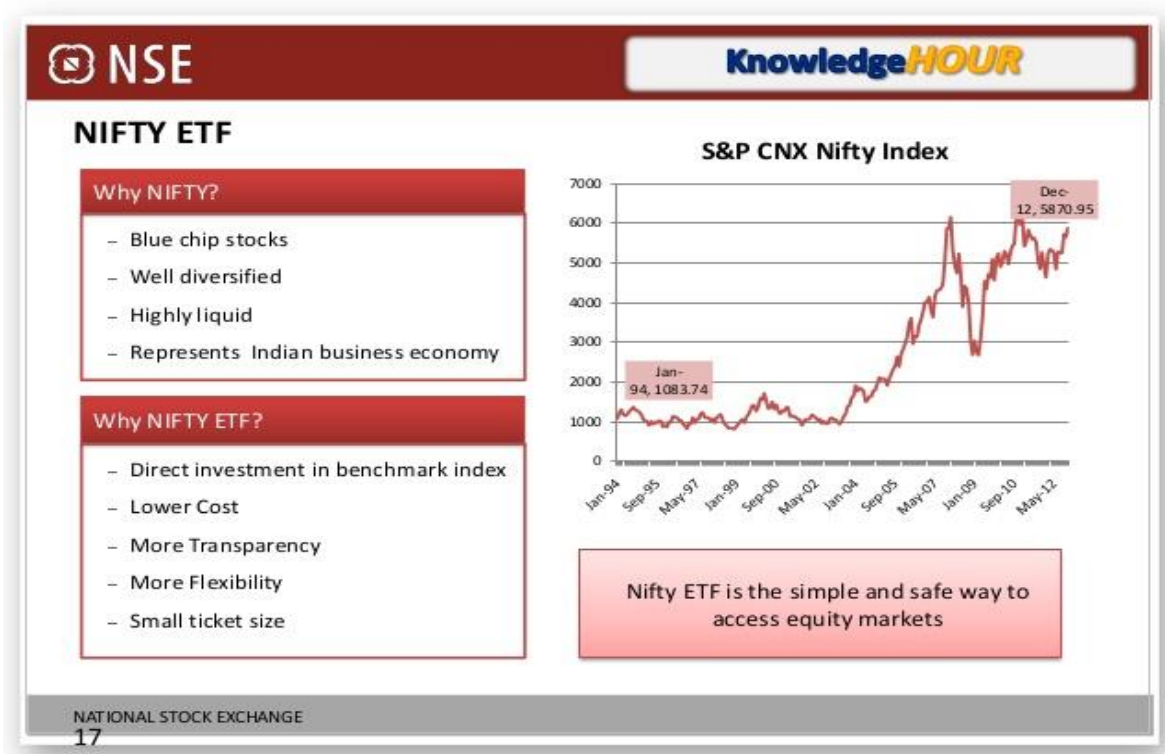 NSE
KnowledgeHOUR
NIFTY ETF
Why NIFTY?
– Blue chip stocks
– Well diversified
– Highly liquid
– Represents Indian business economy
Why NIFTY ETF?
– Direct investment in benchmark index
– Lower Cost
– More Transparency
– More Flexibility
– Small ticket size
S&P CNX Nifty Index
7000
6000
5000
4000
3000
2000
1000
0
Dec-
12, 5870.95
Jan-
94, 1083.74
Jan-94
Sep-95
May-97
Jan-99
Sep-00
May-02
Jan-04
Sep-05
May-07
Jan-09
Sep-10
May-12
Nifty ETF is the simple and safe way to
access equity markets
NATIONAL STOCK EXCHANGE
17